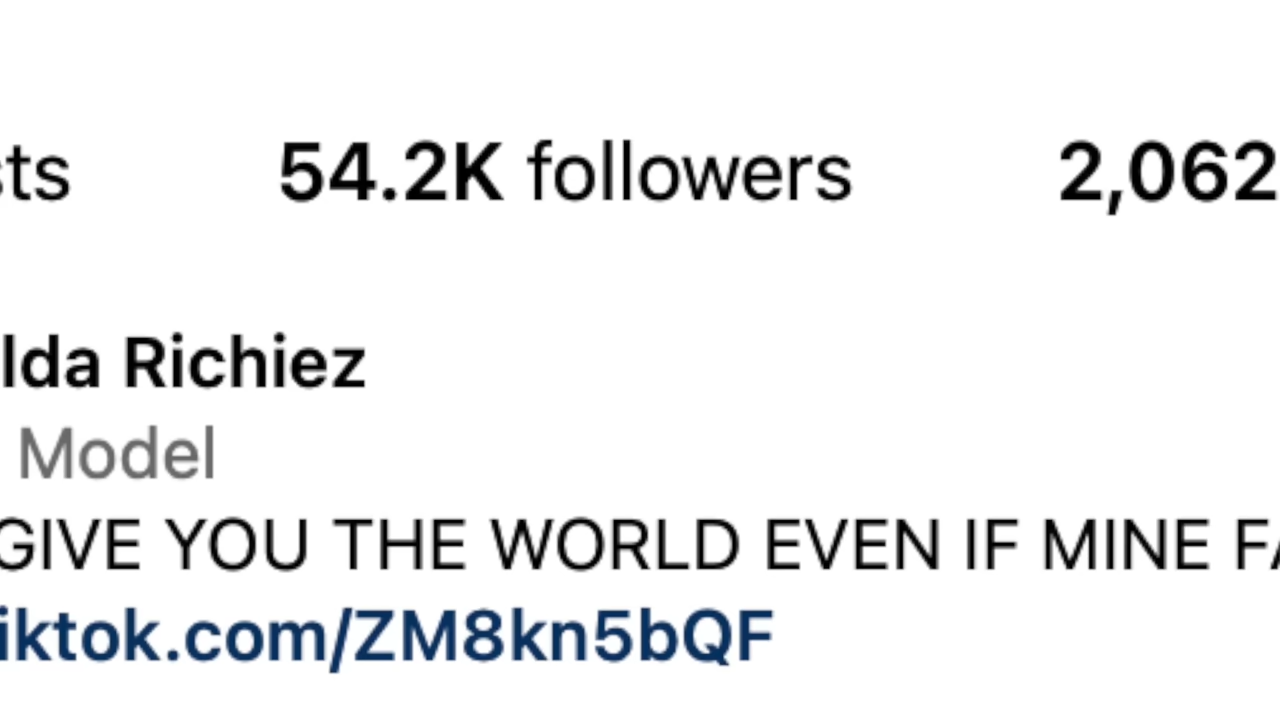 sts 54.2K followers 2,062
lda Richiez
Model
GIVE YOU THE WORLD EVEN IF MINE FA
iktok.com/ZM8kn5bQF